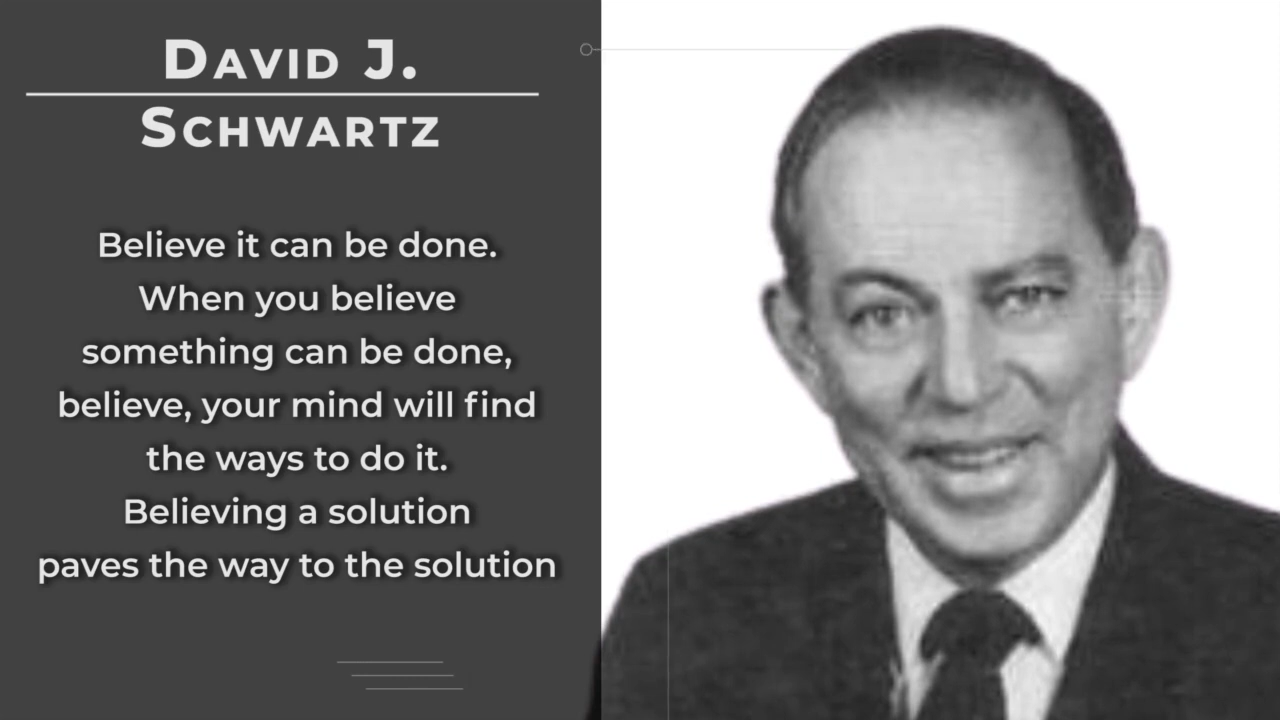 David J.
Schwartz
Believe it can be done.
When you believe
something can be done,
believe, your mind will find
the ways to do it.
Believing a solution
paves the way to the solution